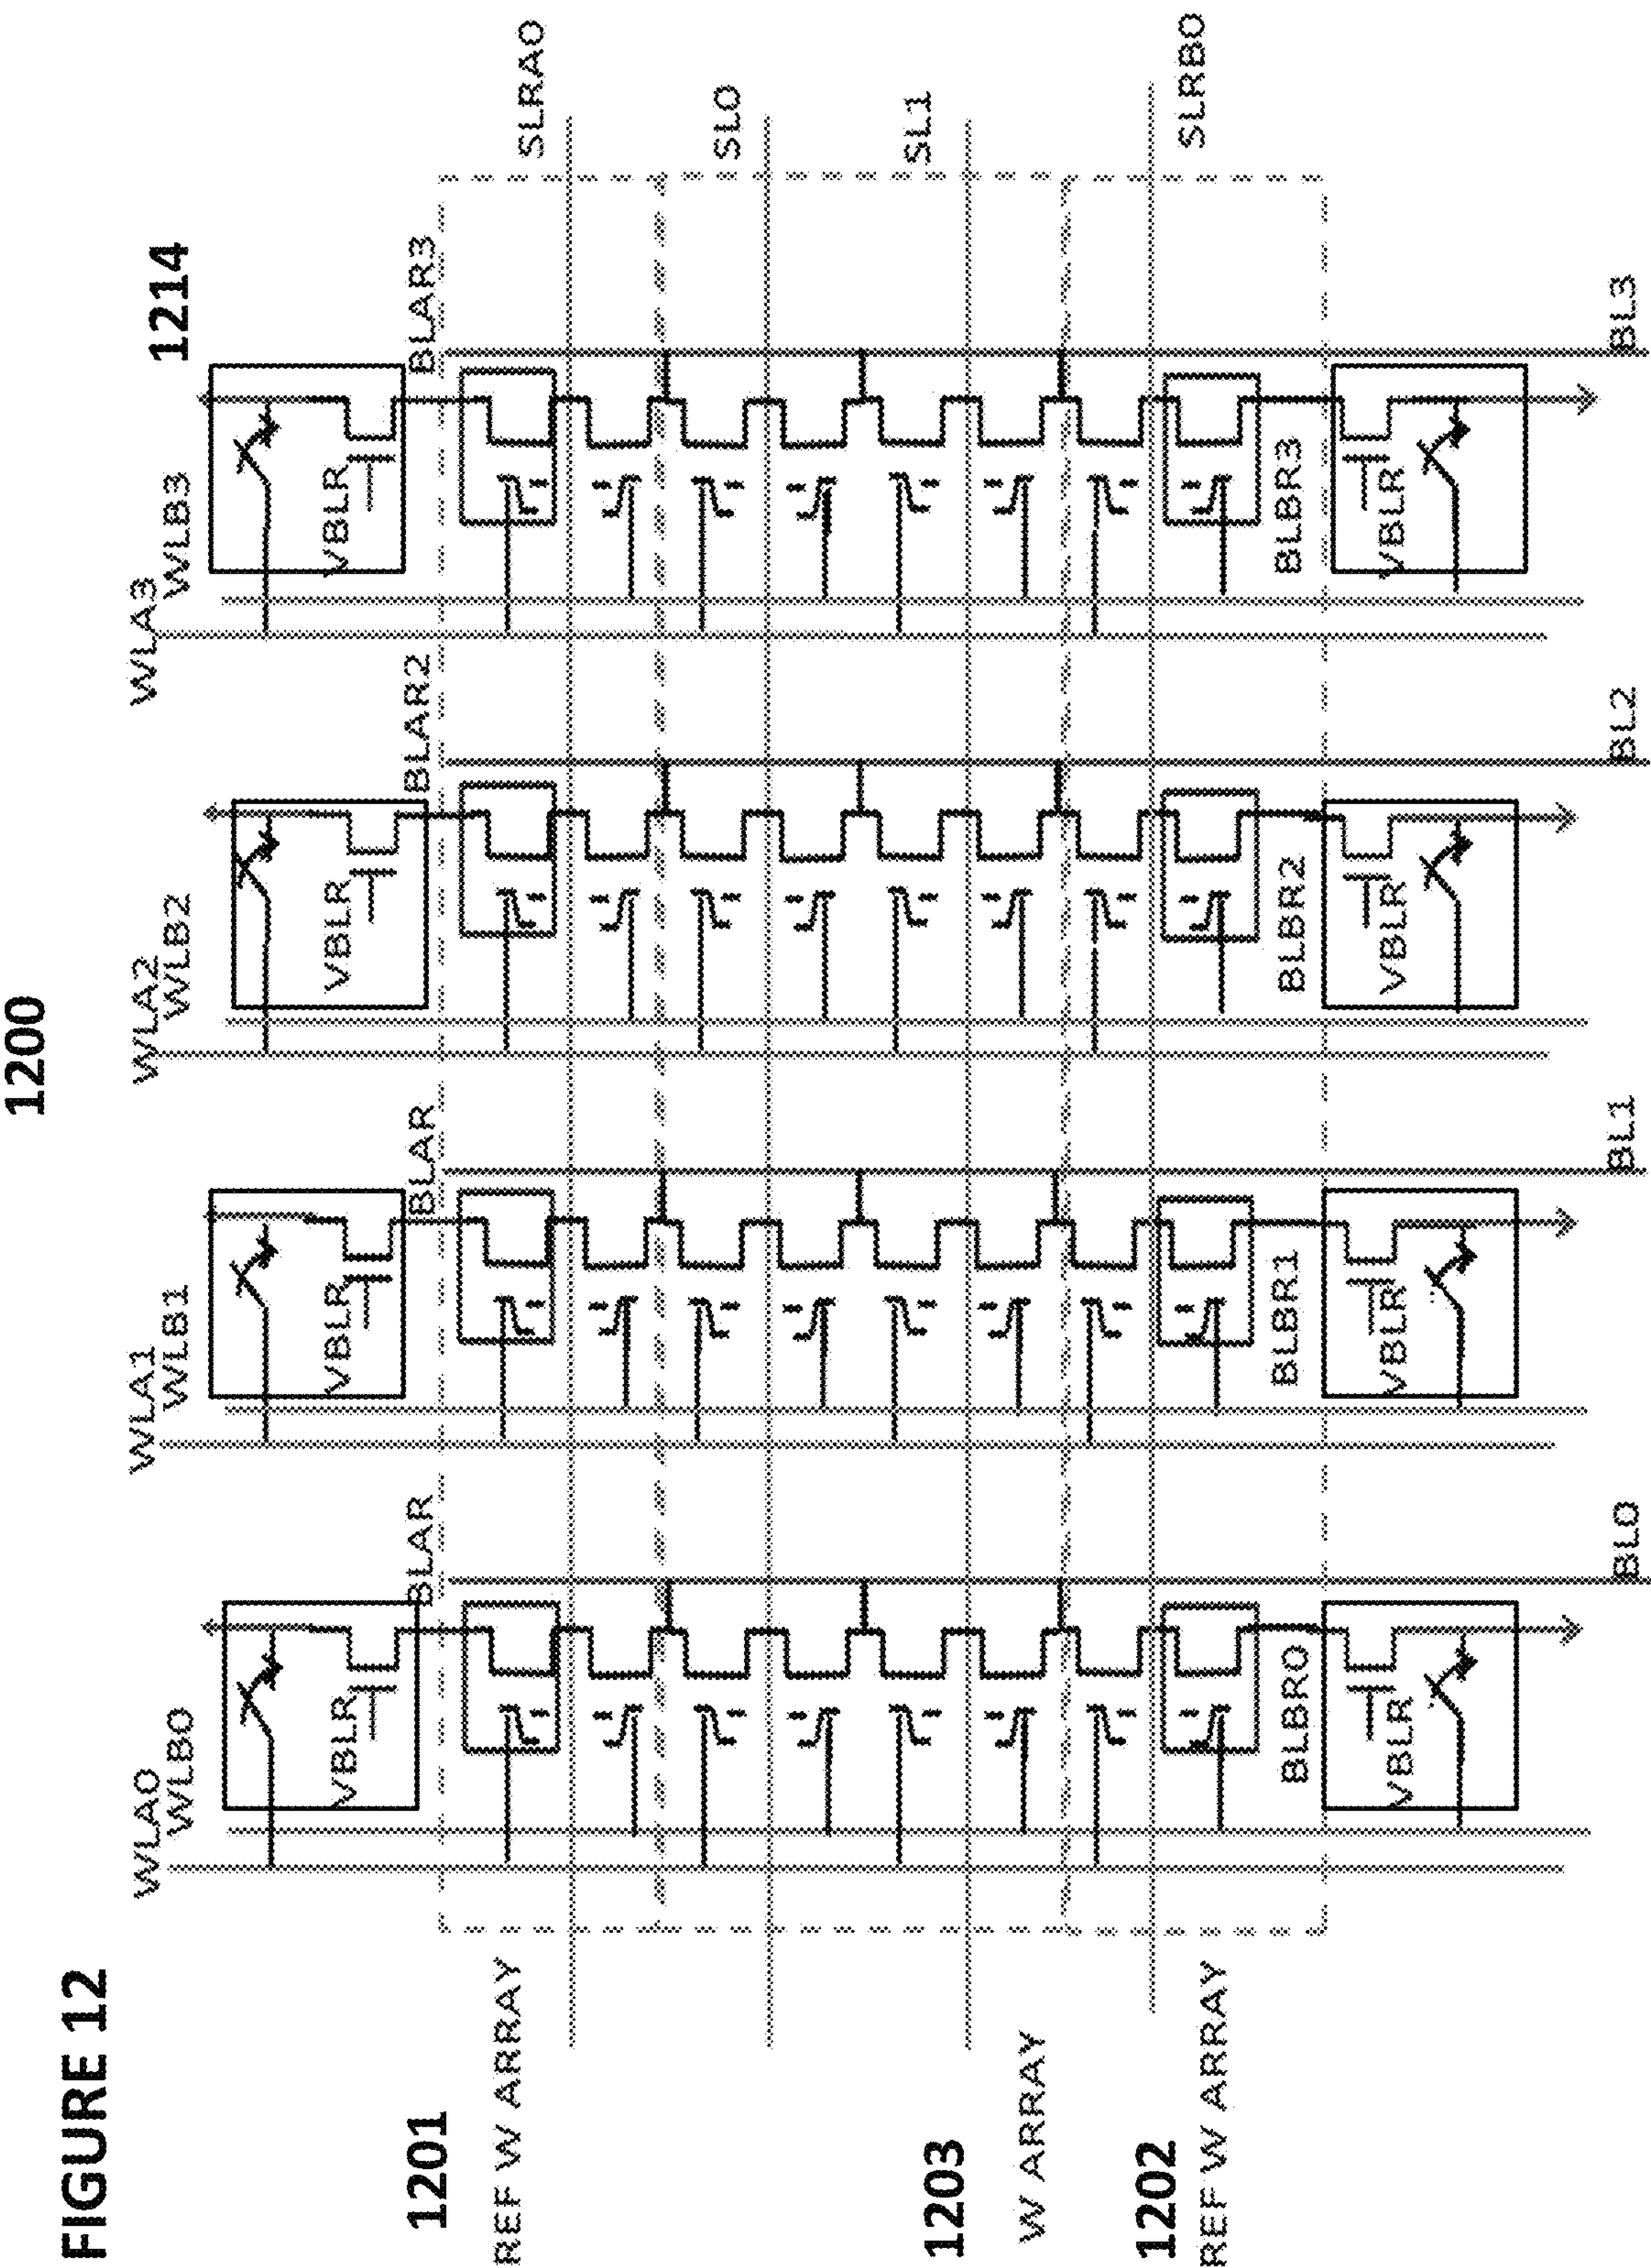 1200
FIGURE 12
WLA0 WLA1 WLA2 WLA3 1214
WLB0 WLB1 WLB2 WLB3
VBLR VBLR VBLR VBLR
1201 BLAR BLAR BLAR2 BLAR3
REF W ARRAY SLRA0
SL0
SL1
1203
W ARRAY
1202
REF W ARRAY SLRB0
BLBR0 BLBR1 BLBR2 BLBR3
VBLR VBLR VBLR VBLR
BL0 BL1 BL2 BL3